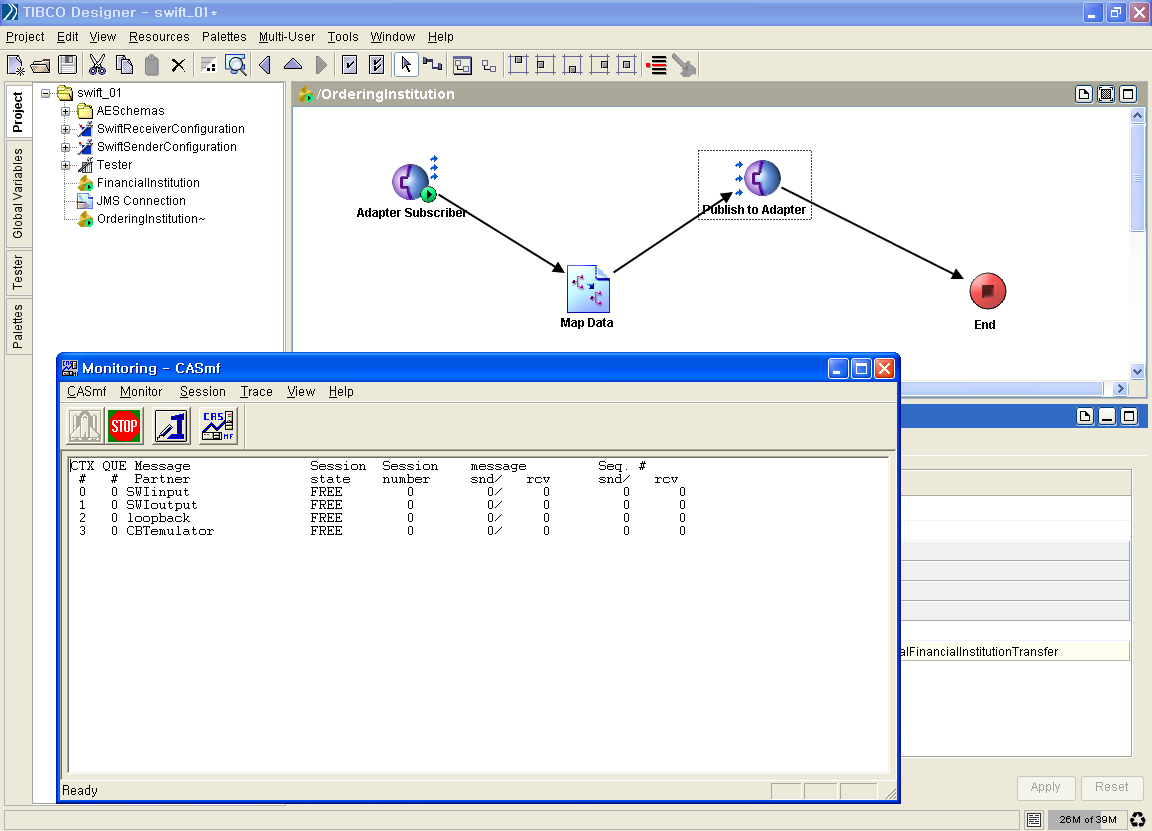 TIBCO Designer - swift_01*
Project Edit View Resources Palettes Multi-User Tools Window Help
Project
Global Variables
Tester
Palettes
swift_01
AESchemas
SwiftReceiverConfiguration
SwiftSenderConfiguration
Tester
FinancialInstitution
JMS Connection
OrderingInstitution~
/OrderingInstitution
Adapter Subscriber
Publish to Adapter
Map Data
End
Monitoring - CASmf
CASmf Monitor Session Trace View Help
STOP
CAS
MF
CTX QUE Message Session Session message Seq. #
# # Partner state number snd/ rcv snd/ rcv
0 0 SWIinput FREE 0 0/ 0 0 0
1 0 SWIoutput FREE 0 0/ 0 0 0
2 0 loopback FREE 0 0/ 0 0 0
3 0 CBTemulator FREE 0 0/ 0 0 0
Ready
alFinancialInstitutionTransfer
Apply Reset
26M of 39M